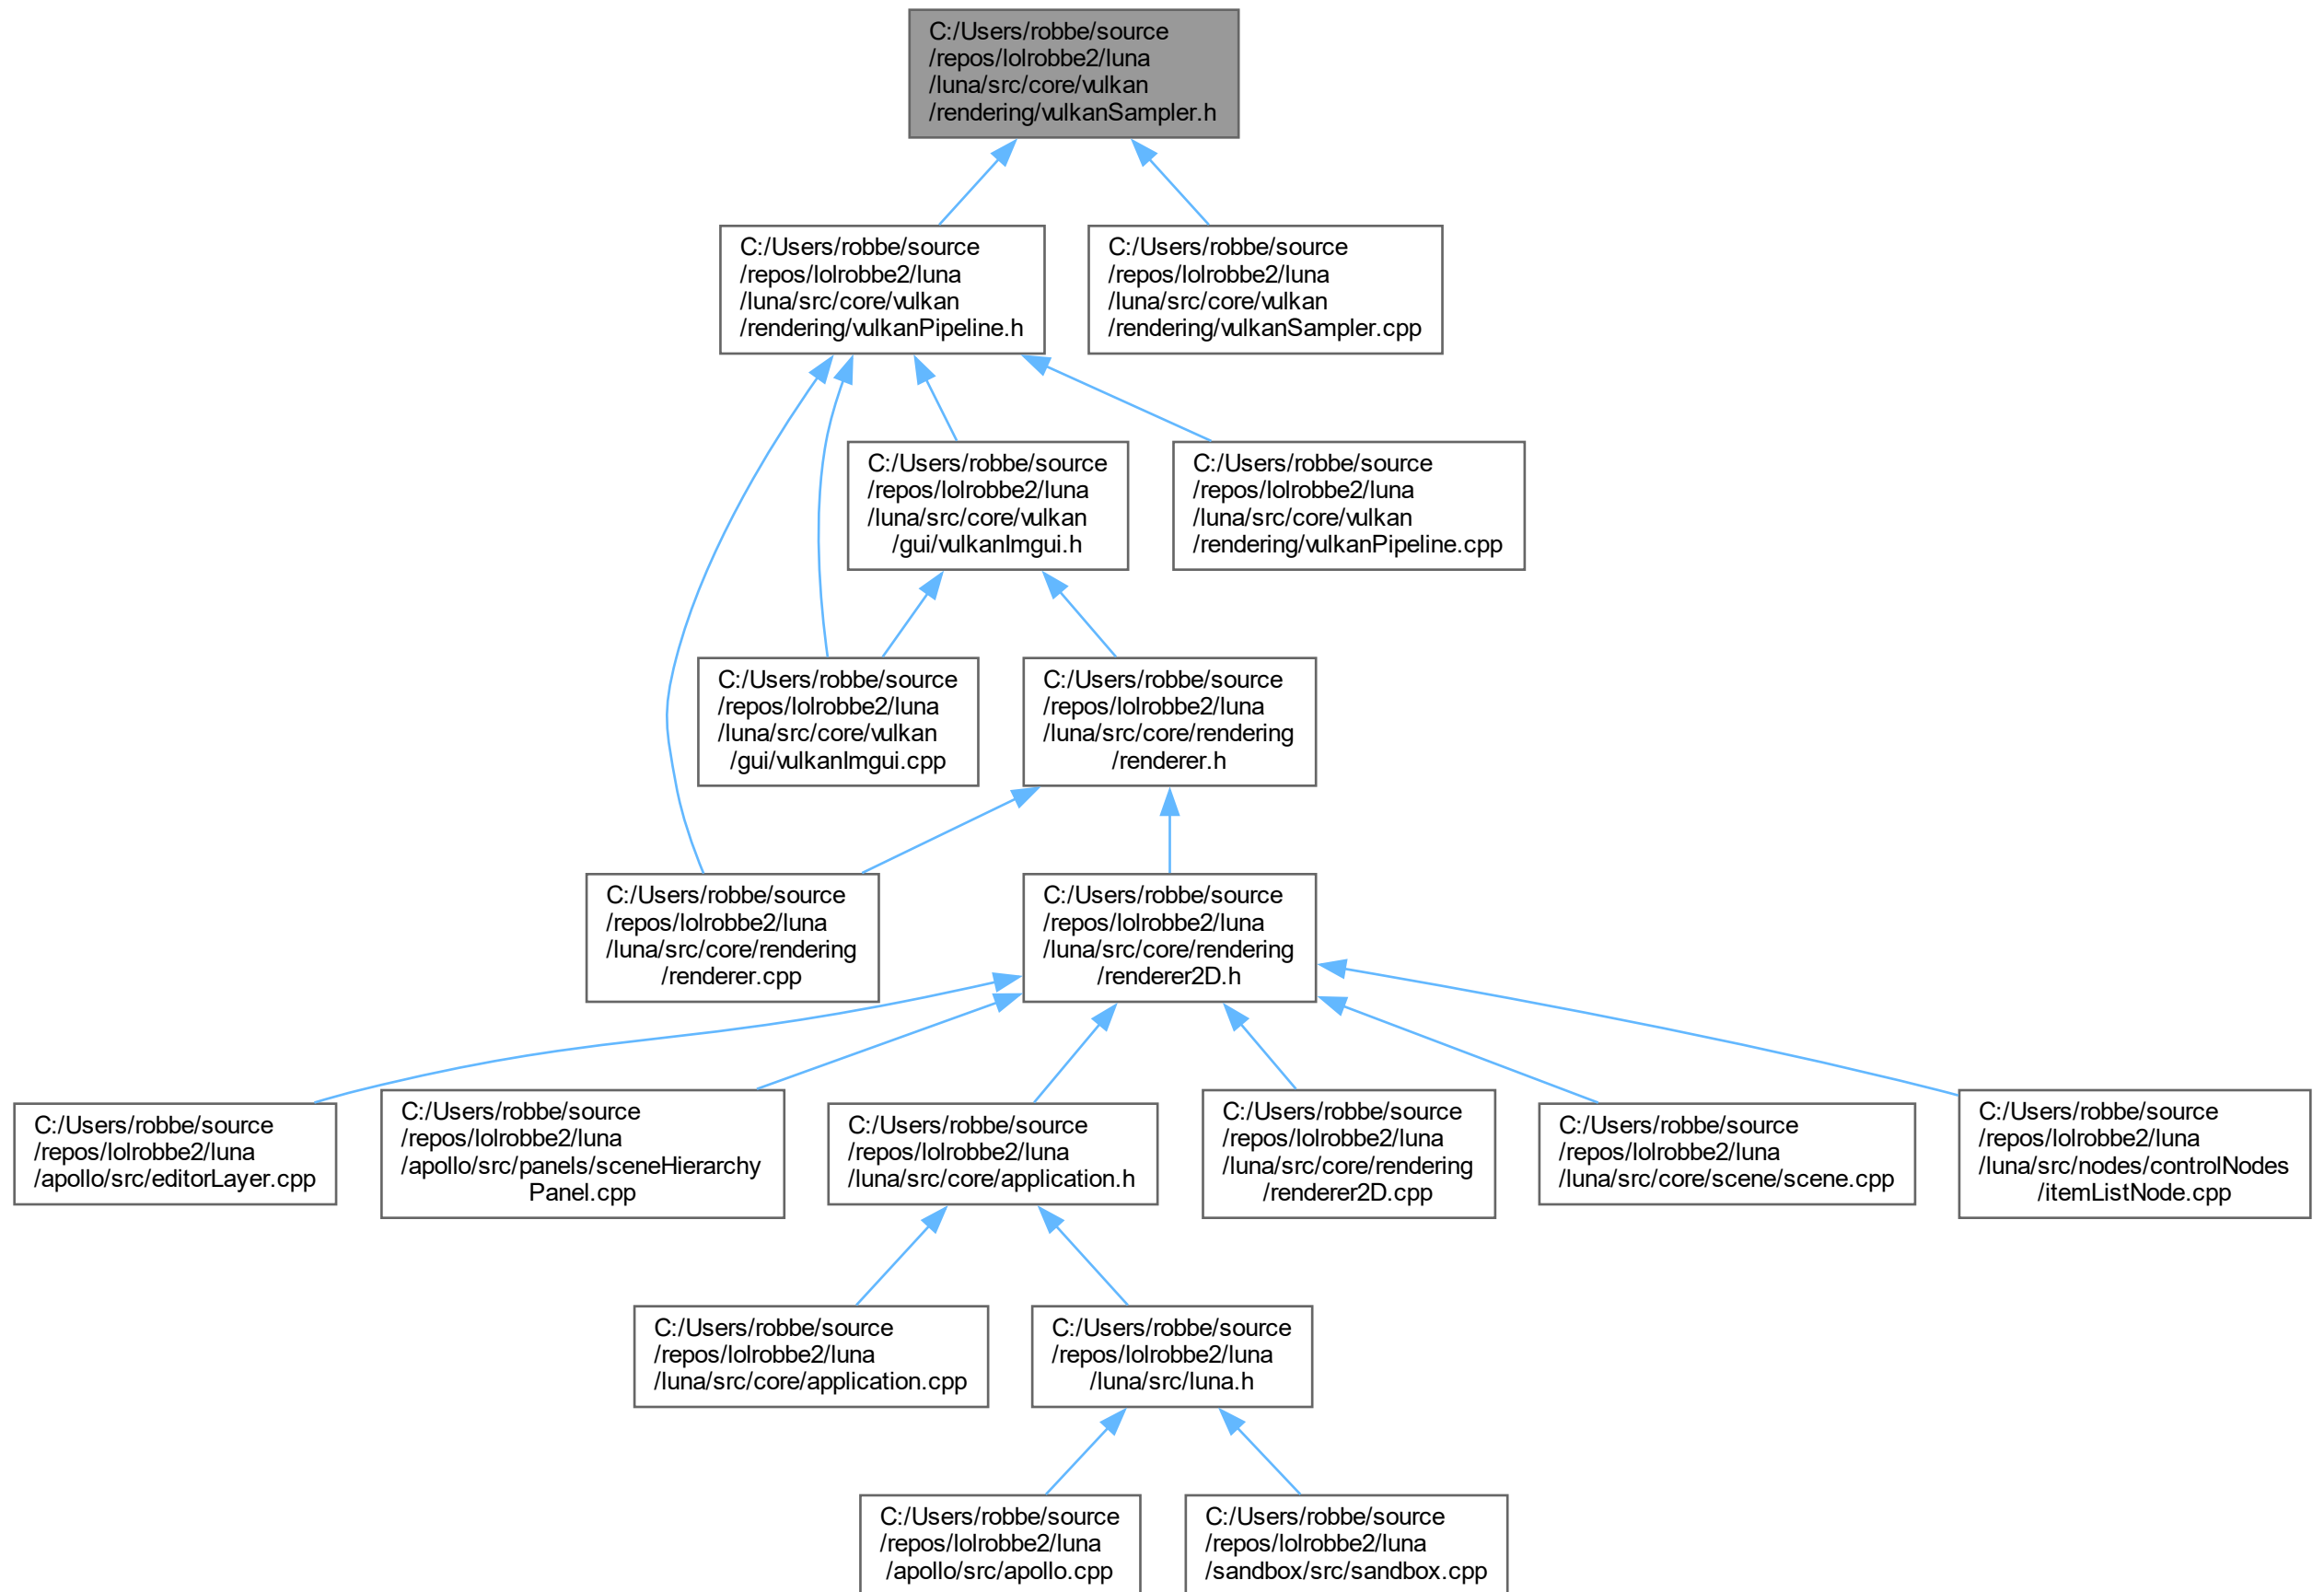 C:/Users/robbe/source
/repos/lolrobbe2/luna
/luna/src/core/vulkan
/rendering/vulkanSampler.h
C:/Users/robbe/source
/repos/lolrobbe2/luna
/luna/src/core/vulkan
/rendering/vulkanPipeline.h
C:/Users/robbe/source
/repos/lolrobbe2/luna
/luna/src/core/vulkan
/rendering/vulkanSampler.cpp
C:/Users/robbe/source
/repos/lolrobbe2/luna
/luna/src/core/vulkan
/gui/vulkanImgui.h
C:/Users/robbe/source
/repos/lolrobbe2/luna
/luna/src/core/vulkan
/rendering/vulkanPipeline.cpp
C:/Users/robbe/source
/repos/lolrobbe2/luna
/luna/src/core/vulkan
/gui/vulkanImgui.cpp
C:/Users/robbe/source
/repos/lolrobbe2/luna
/luna/src/core/rendering
/renderer.h
C:/Users/robbe/source
/repos/lolrobbe2/luna
/luna/src/core/rendering
/renderer.cpp
C:/Users/robbe/source
/repos/lolrobbe2/luna
/luna/src/core/rendering
/renderer2D.h
C:/Users/robbe/source
/repos/lolrobbe2/luna
/apollo/src/editorLayer.cpp
C:/Users/robbe/source
/repos/lolrobbe2/luna
/apollo/src/panels/sceneHierarchy
Panel.cpp
C:/Users/robbe/source
/repos/lolrobbe2/luna
/luna/src/core/application.h
C:/Users/robbe/source
/repos/lolrobbe2/luna
/luna/src/core/rendering
/renderer2D.cpp
C:/Users/robbe/source
/repos/lolrobbe2/luna
/luna/src/core/scene/scene.cpp
C:/Users/robbe/source
/repos/lolrobbe2/luna
/luna/src/nodes/controlNodes
/itemListNode.cpp
C:/Users/robbe/source
/repos/lolrobbe2/luna
/luna/src/core/application.cpp
C:/Users/robbe/source
/repos/lolrobbe2/luna
/luna/src/luna.h
C:/Users/robbe/source
/repos/lolrobbe2/luna
/apollo/src/apollo.cpp
C:/Users/robbe/source
/repos/lolrobbe2/luna
/sandbox/src/sandbox.cpp